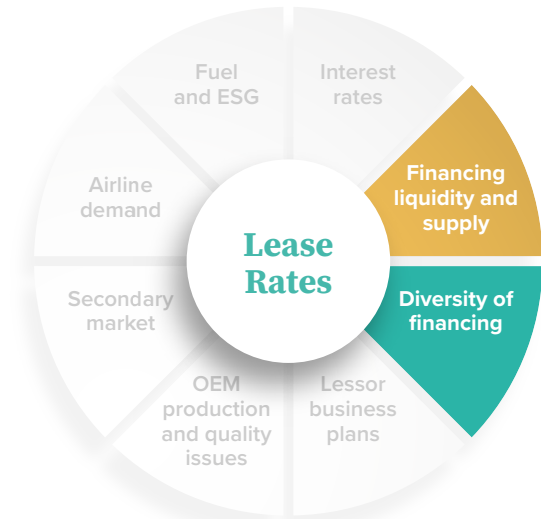 Fuel
and ESG
Interest
rates
Airline
demand
Financing
liquidity and
supply
Lease
Rates
Secondary
market
Diversity of
financing
OEM
production
and quality
issues
Lessor
business
plans